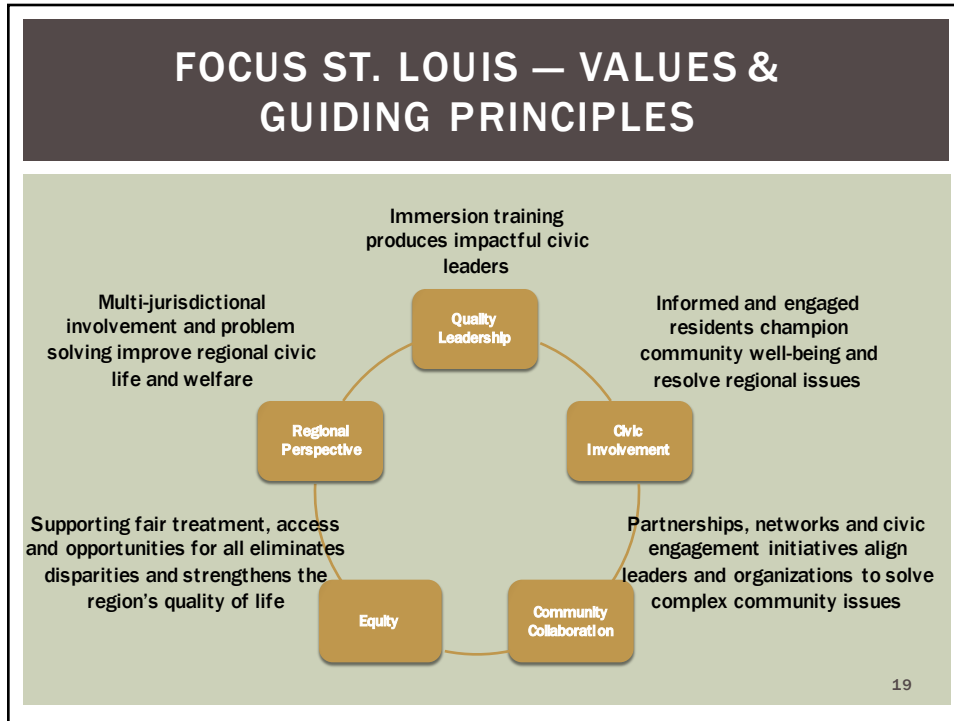 FOCUS ST. LOUIS — VALUES &
GUIDING PRINCIPLES
Immersion training
produces impactful civic
leaders
Quality
Leadership
Informed and engaged
residents champion
community well-being and
resolve regional issues
Civic
Involvement
Partnerships, networks and civic
engagement initiatives align
leaders and organizations to solve
complex community issues
Community
Collaboration
Supporting fair treatment, access
and opportunities for all eliminates
disparities and strengthens the
region's quality of life
Equity
Multi-jurisdictional
involvement and problem
solving improve regional civic
life and welfare
Regional
Perspective
19